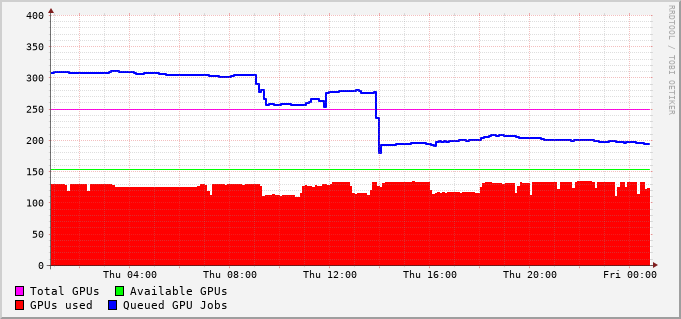 400
350
300
250
200
150
100
50
0
Thu 04:00 Thu 08:00 Thu 12:00 Thu 16:00 Thu 20:00 Fri 00:00
Total GPUs Available GPUs
GPUs used Queued GPU Jobs
RRDTOOL / TOBI OETIKER